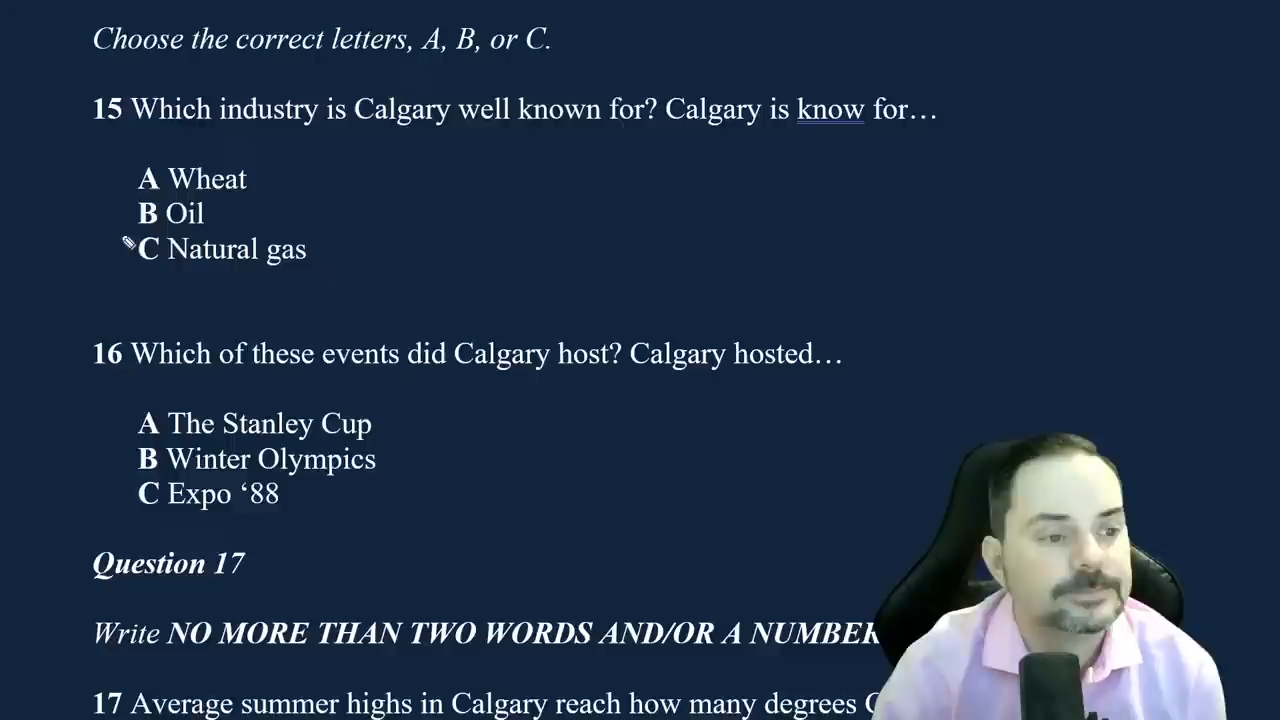 Choose the correct letters, A, B, or C.
15 Which industry is Calgary well known for? Calgary is know for…
A Wheat
B Oil
C Natural gas
16 Which of these events did Calgary host? Calgary hosted…
A The Stanley Cup
B Winter Olympics
C Expo ‘88
Question 17
Write NO MORE THAN TWO WORDS AND/OR A NUMBER
17 Average summer highs in Calgary reach how many degrees